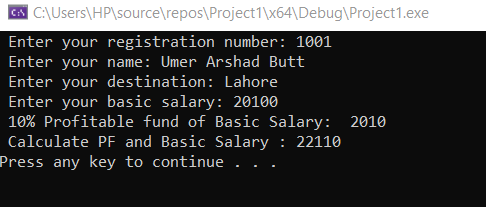 C:\Users\HP\source\repos\Project1\x64\Debug\Project1.exe
Enter your registration number: 1001
Enter your name: Umer Arshad Butt
Enter your destination: Lahore
Enter your basic salary: 20100
10% Profitable fund of Basic Salary:  2010
Calculate PF and Basic Salary : 22110
Press any key to continue . . .